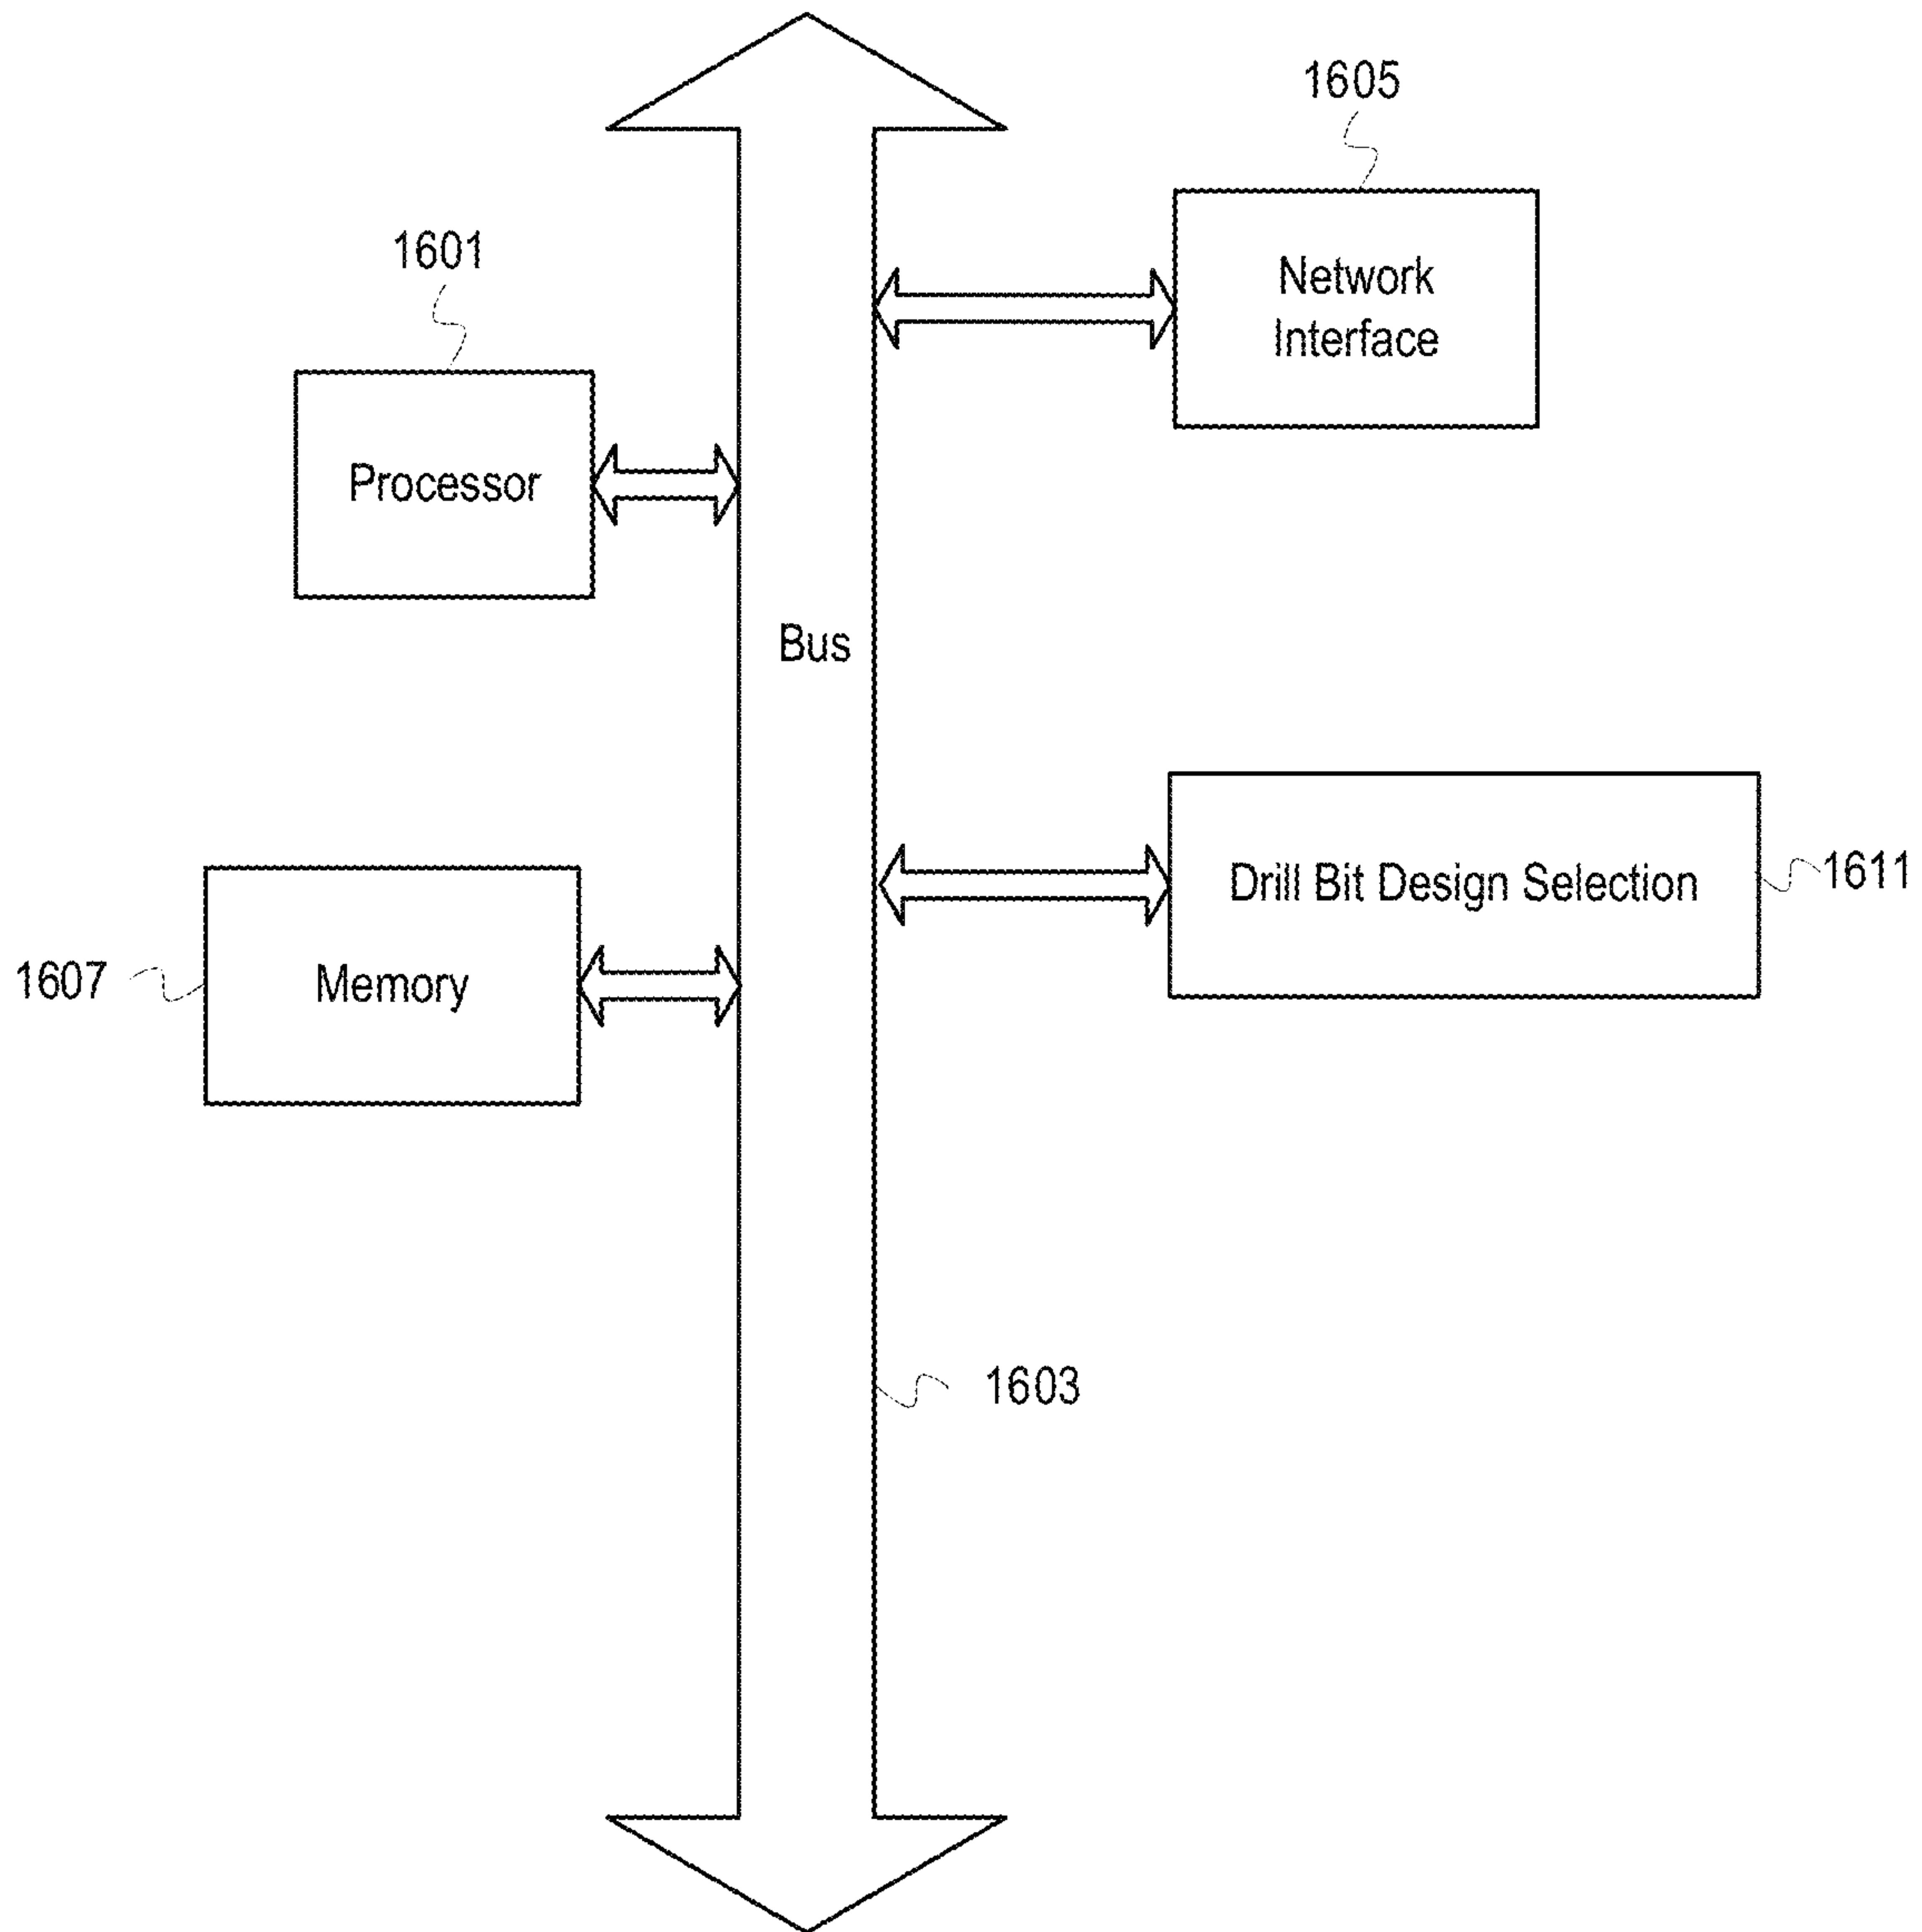 1605
1601
Network
Interface
Processor
Bus
Drill Bit Design Selection
1611
1607
Memory
1603